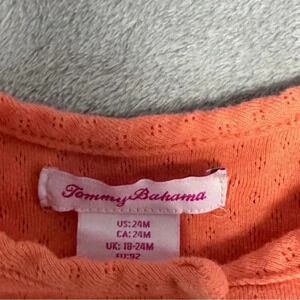 Tommy Bahama
US: 24M
CA: 24M
UK: 18-24M
EU: 92